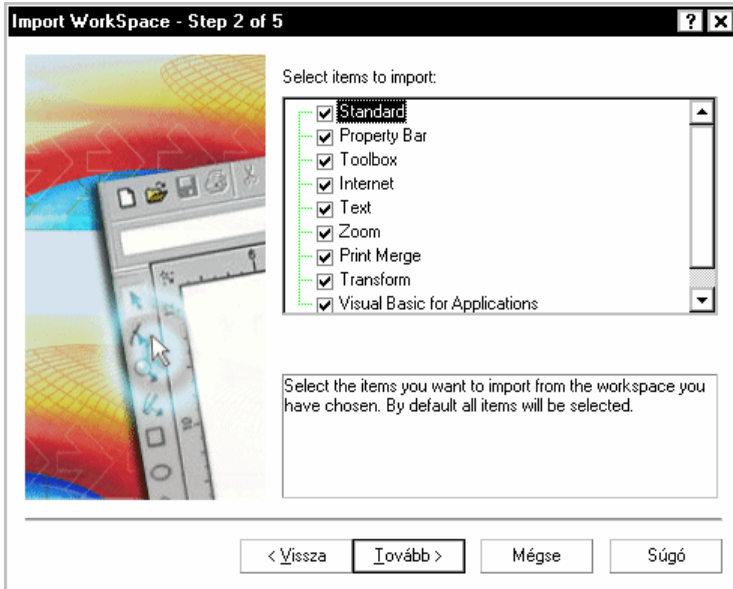 Import WorkSpace - Step 2 of 5
Select items to import:
Standard
Property Bar
Toolbox
Internet
Text
Zoom
Print Merge
Transform
Visual Basic for Applications
Select the items you want to import from the workspace you
have chosen. By default all items will be selected.
< Vissza
Tovább >
Mégse
Súgó